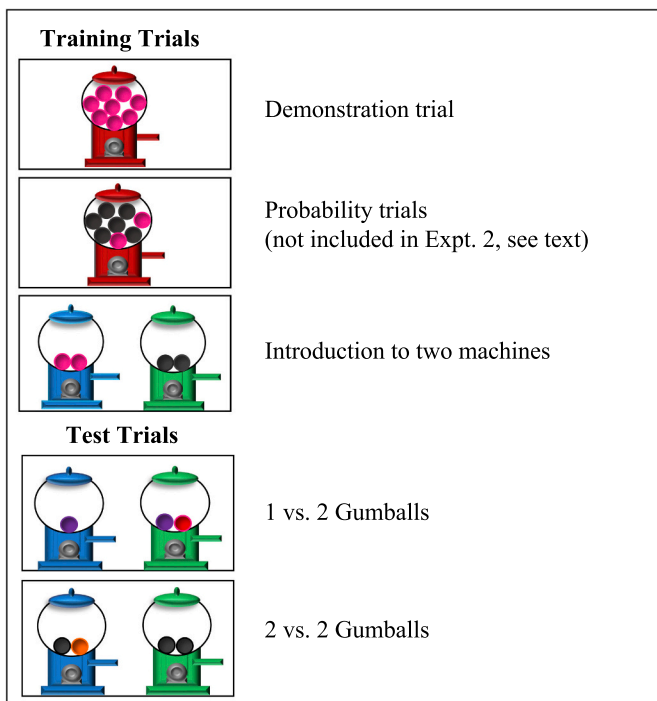 Training Trials
Demonstration trial
Probability trials
(not included in Expt. 2, see text)
Introduction to two machines
Test Trials
1 vs. 2 Gumballs
2 vs. 2 Gumballs